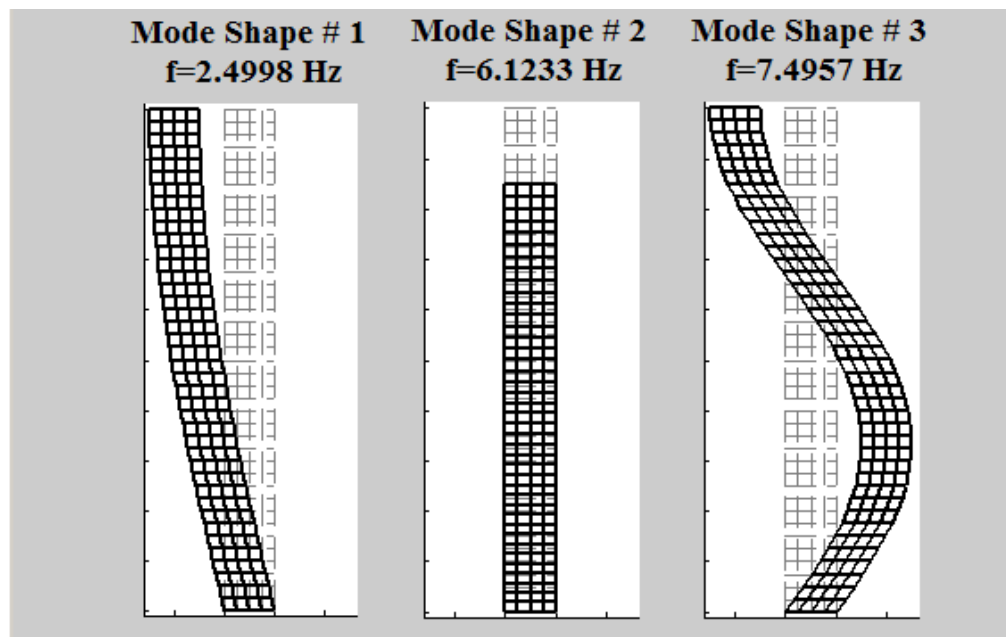 Mode Shape # 1
f=2.4998 Hz
Mode Shape # 2
f=6.1233 Hz
Mode Shape # 3
f=7.4957 Hz